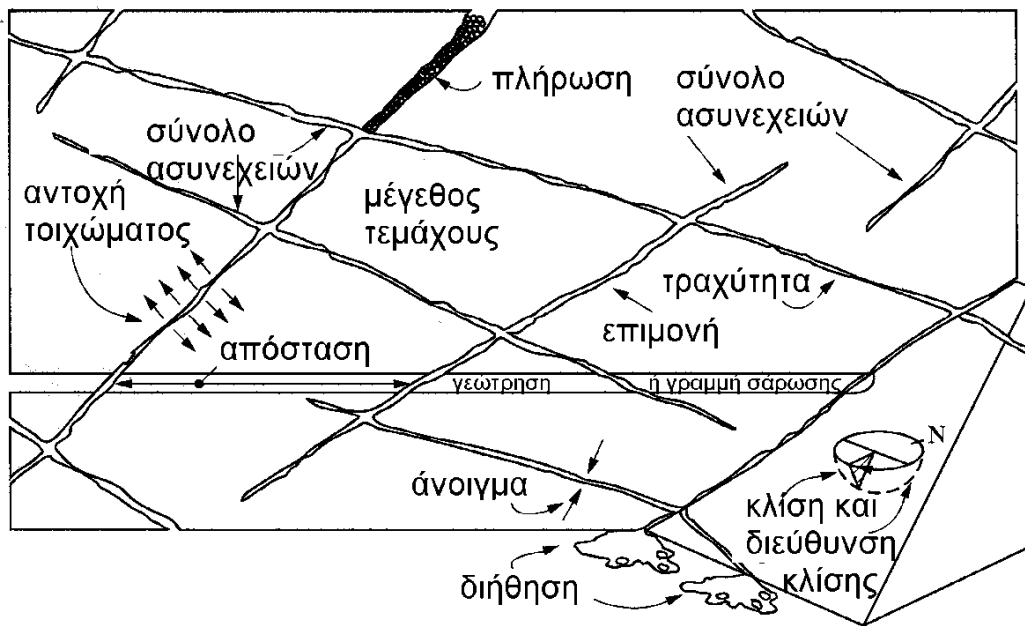 πλήρωση
σύνολο
ασυνεχειών
σύνολο
ασυνεχειών
αντοχή
τοιχώματος
μέγεθος
τεμάχους
τραχύτητα
επιμονή
απόσταση
γεώτρηση ή γραμμή σάρωσης
N
άνοιγμα
κλίση και
διεύθυνση
κλίσης
διήθηση